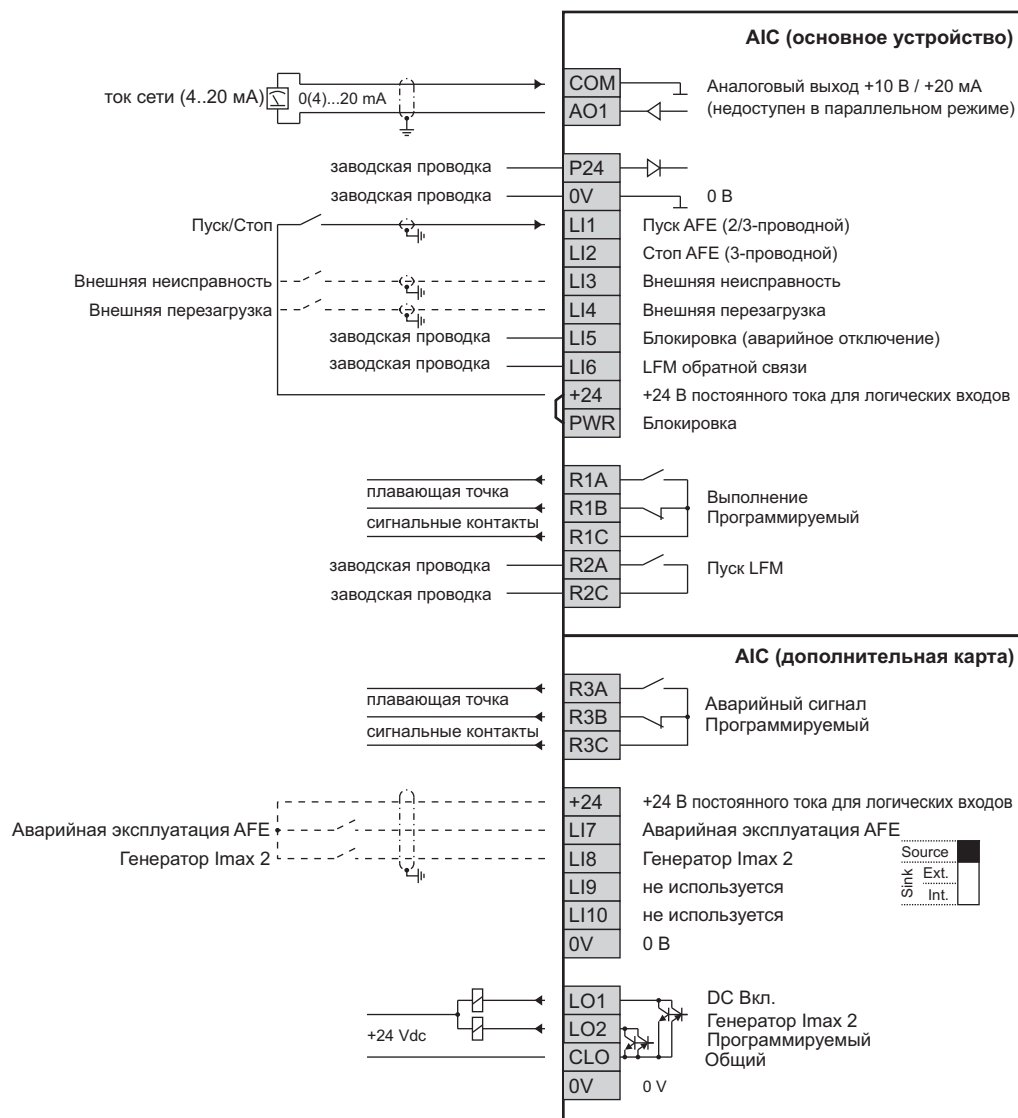 AIC (основное устройство)
ток сети (4..20 мА)
0(4)...20 mA
COM
AO1
Аналоговый выход +10 В / +20 мА
(недоступен в параллельном режиме)
заводская проводка
P24
заводская проводка
0V
0 В
Пуск/Стоп
LI1
Пуск AFE (2/3-проводной)
LI2
Стоп AFE (3-проводной)
Внешняя неисправность
LI3
Внешняя неисправность
Внешняя перезагрузка
LI4
Внешняя перезагрузка
заводская проводка
LI5
Блокировка (аварийное отключение)
заводская проводка
LI6
LFM обратной связи
+24
+24 В постоянного тока для логических входов
PWR
Блокировка
плавающая точка
сигнальные контакты
R1A
R1B
R1C
Выполнение
Программируемый
заводская проводка
R2A
заводская проводка
R2C
Пуск LFM
AIC (дополнительная карта)
плавающая точка
сигнальные контакты
R3A
R3B
R3C
Аварийный сигнал
Программируемый
+24
+24 В постоянного тока для логических входов
Аварийная эксплуатация AFE
LI7
Аварийная эксплуатация AFE
Генератор Imax 2
LI8
Генератор Imax 2
LI9
не используется
LI10
не используется
0V
0 В
Source
Sink
Ext.
Int.
+24 Vdc
LO1
LO2
CLO
0V
DC Вкл.
Генератор Imax 2
Программируемый
Общий
0 V